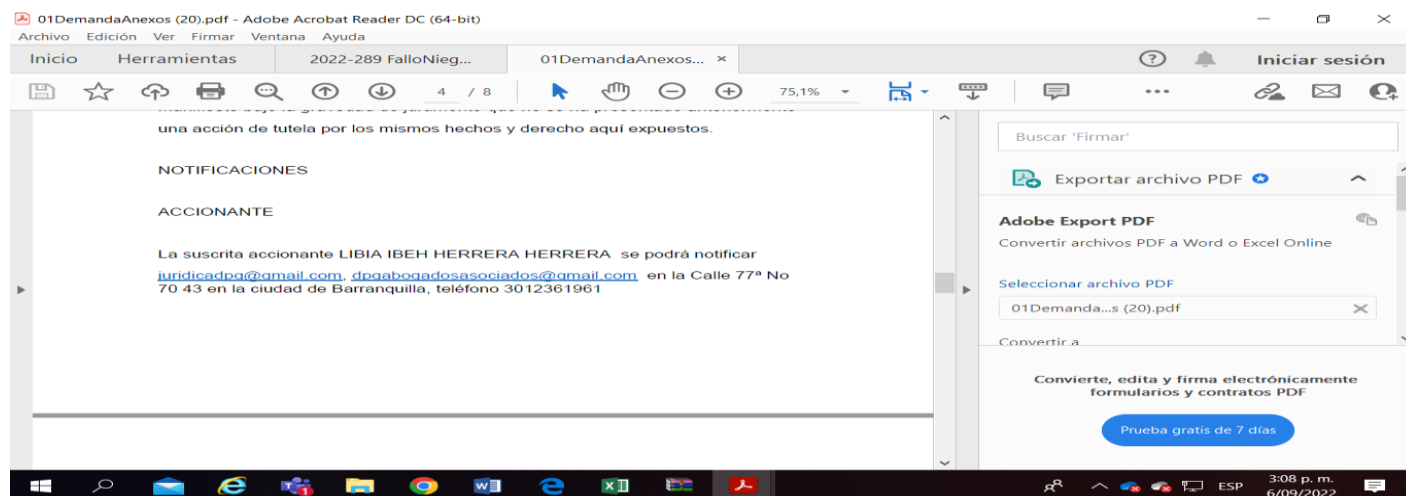 01DemandaAnexos (20).pdf - Adobe Acrobat Reader DC (64-bit)
Archivo Edición Ver Firmar Ventana Ayuda
Inicio Herramientas 2022-289 FalloNieg... 01DemandaAnexos... × Iniciar sesión
4 / 8 75,1%
una acción de tutela por los mismos hechos y derecho aquí expuestos.
NOTIFICACIONES
ACCIONANTE
La suscrita accionante LIBIA IBEH HERRERA HERRERA se podrá notificar
juridicadpg@gmail.com, dpgabogadosasociados@gmail.com en la Calle 77ª No
70 43 en la ciudad de Barranquilla, teléfono 3012361961
Buscar 'Firmar'
Exportar archivo PDF
Adobe Export PDF
Convertir archivos PDF a Word o Excel Online
Seleccionar archivo PDF
01Demanda...s (20).pdf
Convertir a
Convierte, edita y firma electrónicamente
formularios y contratos PDF
Prueba gratis de 7 días
ESP
3:08 p. m.
6/09/2022